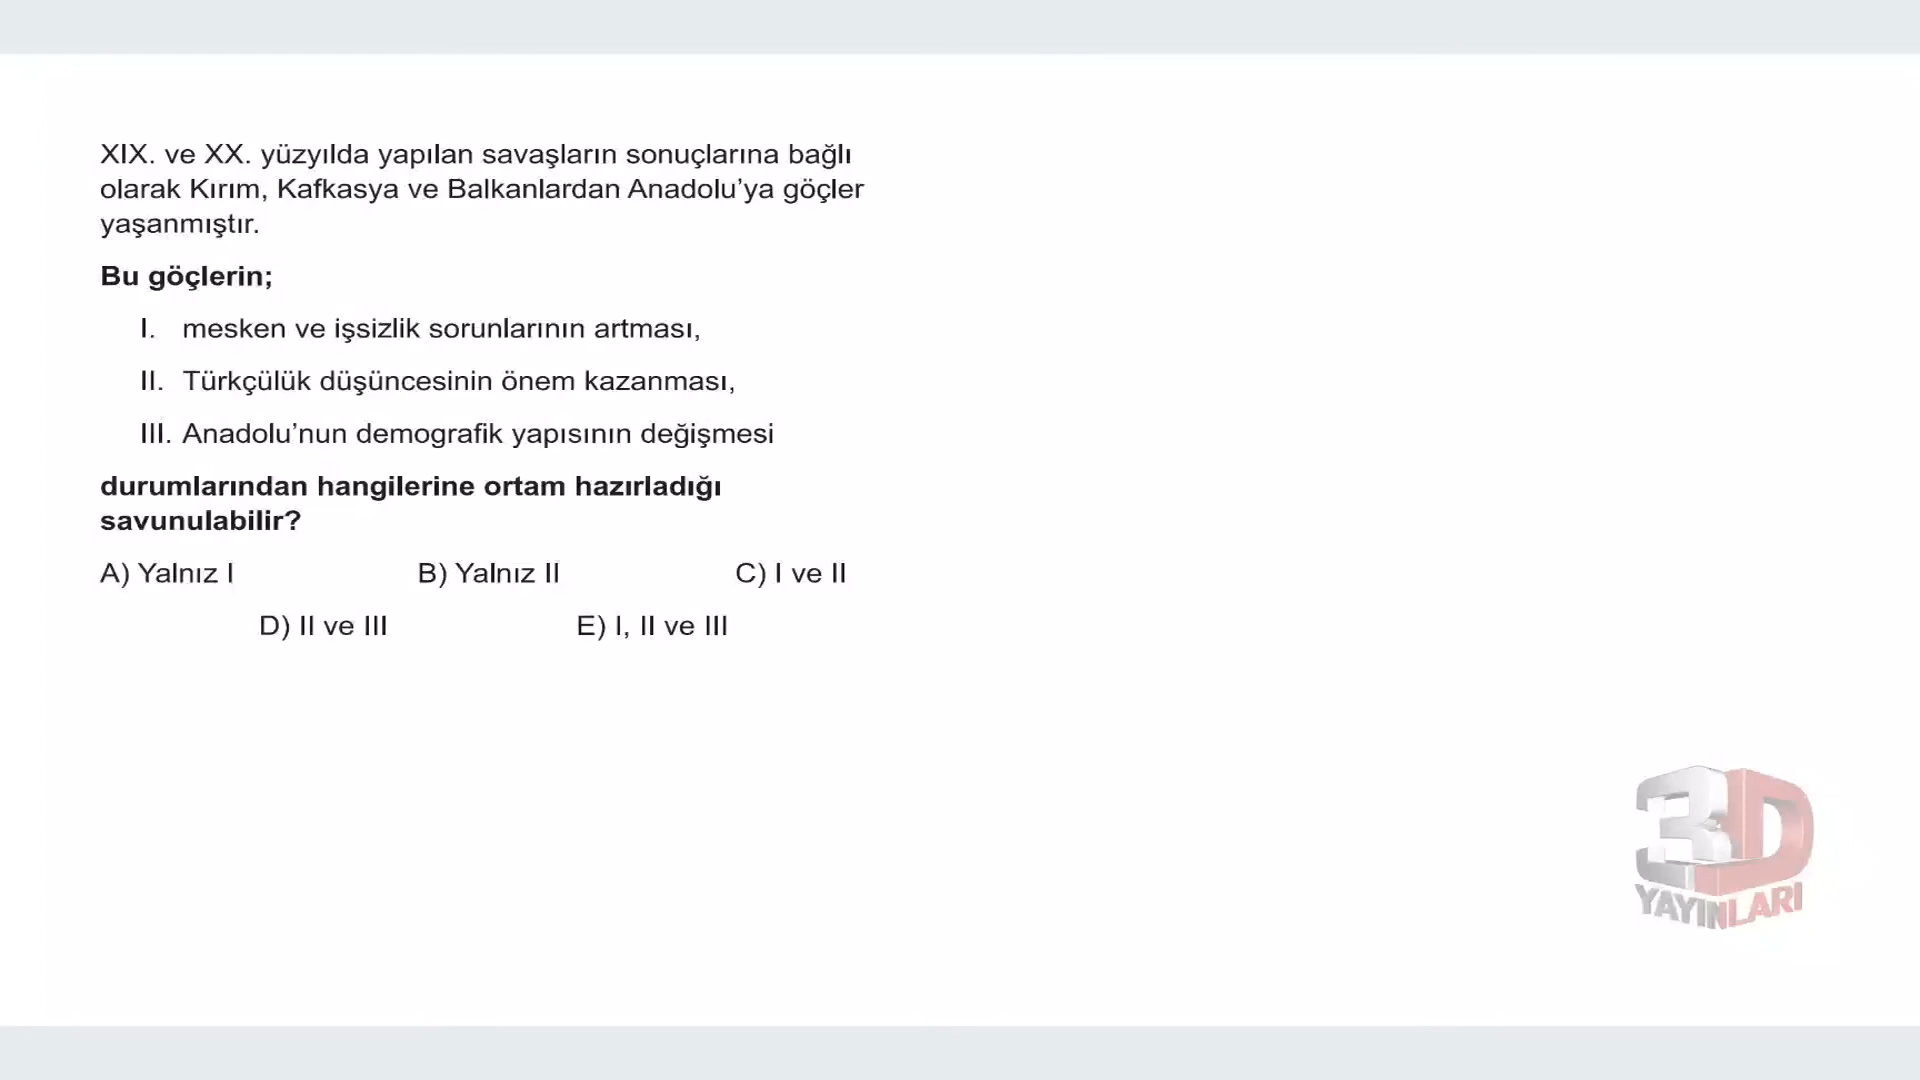 XIX. ve XX. yüzyılda yapılan savaşların sonuçlarına bağlı
olarak Kırım, Kafkasya ve Balkanlardan Anadolu’ya göçler
yaşanmıştır.
Bu göçlerin;
I. mesken ve işsizlik sorunlarının artması,
II. Türkçülük düşüncesinin önem kazanması,
III. Anadolu’nun demografik yapısının değişmesi
durumlarından hangilerine ortam hazırladığı
savunulabilir?
A) Yalnız I B) Yalnız II C) I ve II
D) II ve III E) I, II ve III
3D
YAYINLARI